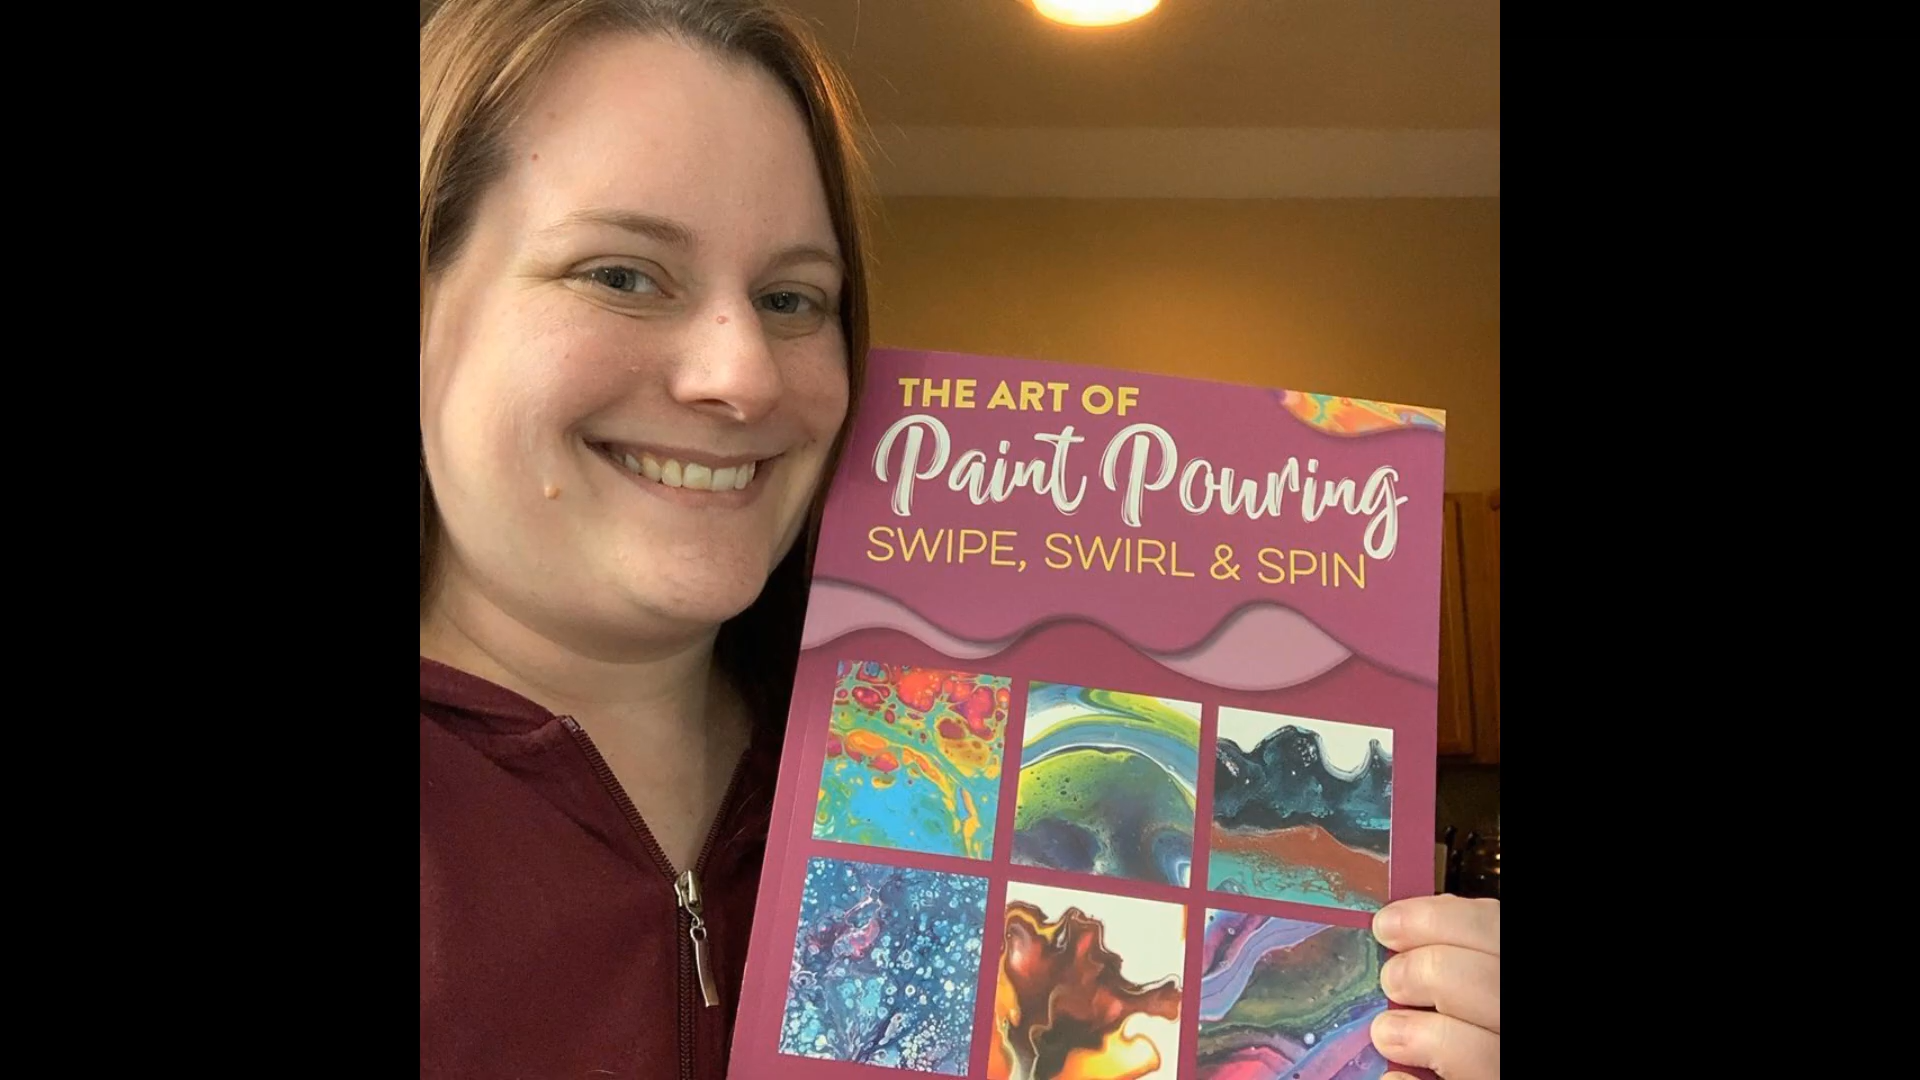 THE ART OF
Paint Pouring
SWIPE, SWIRL & SPIN